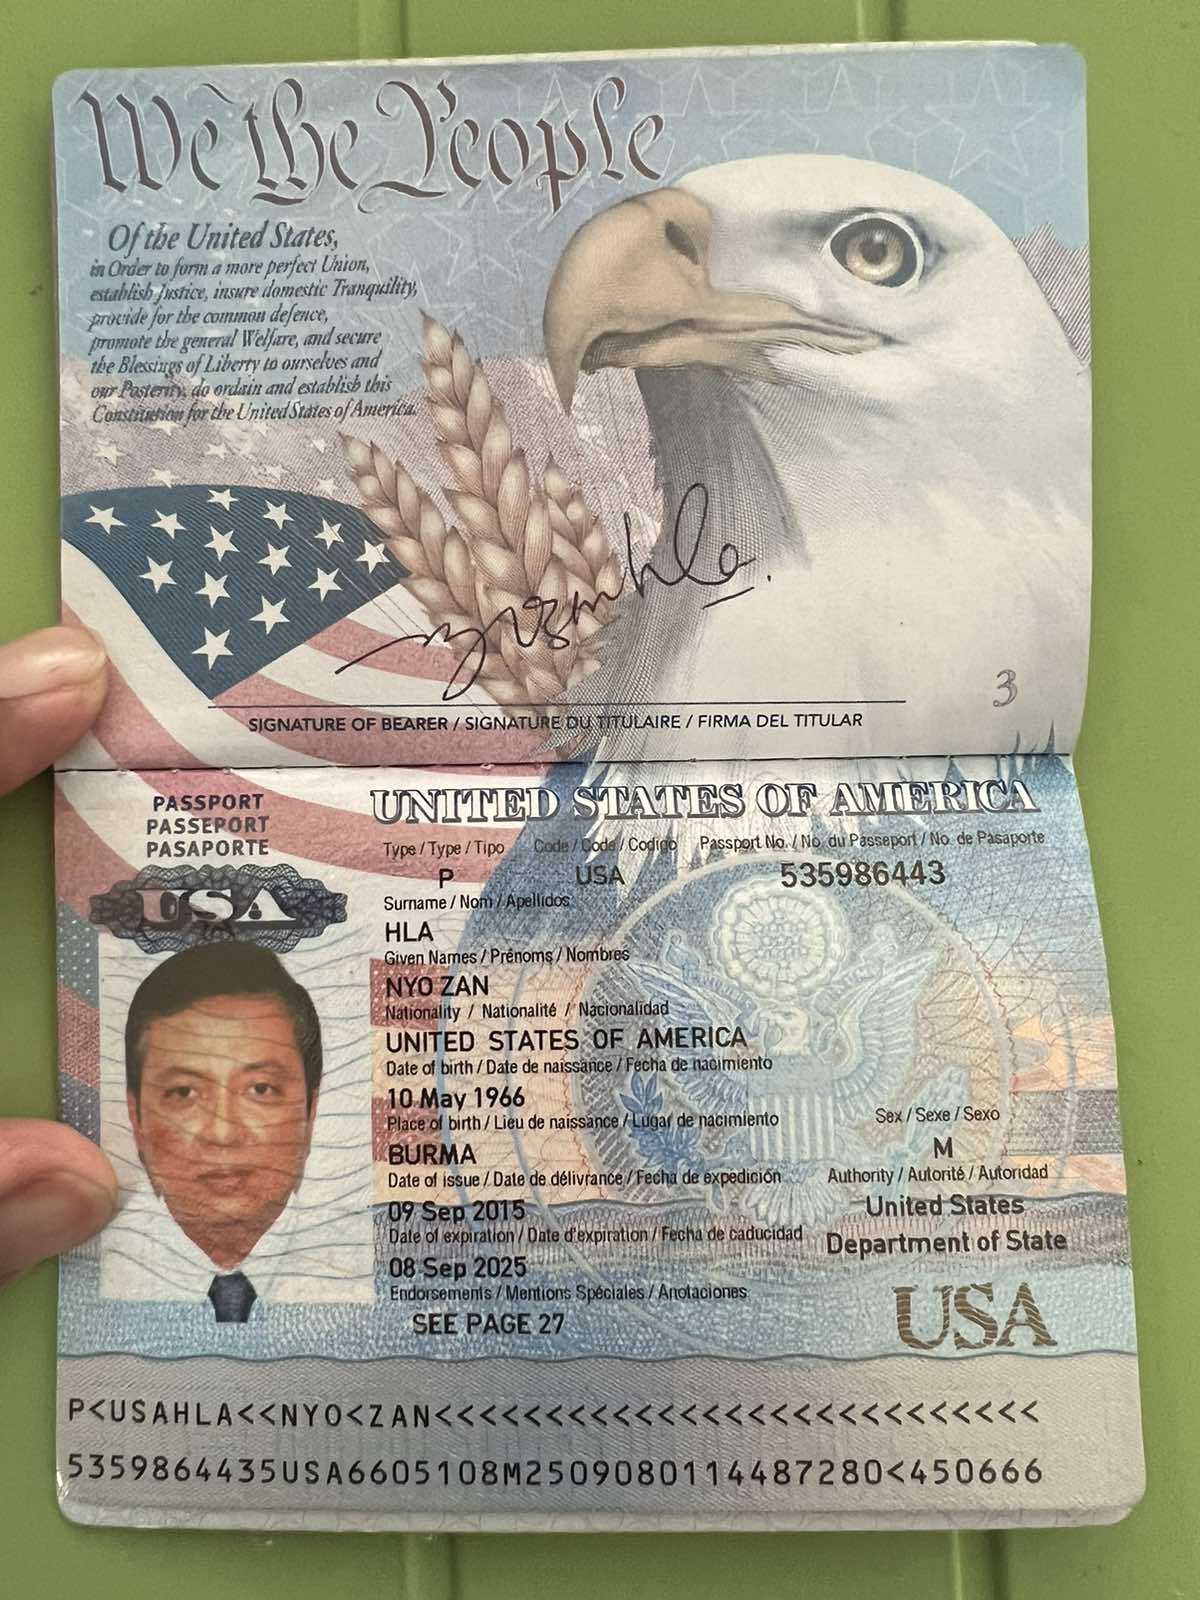 We the People
Of the United States,
in Order to form a more perfect Union,
establish Justice, insure domestic Tranquility,
provide for the common defence,
promote the general Welfare, and secure
the Blessings of Liberty to ourselves and
our Posterity, do ordain and establish this
Constitution for the United States of America.
3
SIGNATURE OF BEARER / SIGNATURE DU TITULAIRE / FIRMA DEL TITULAR
PASSPORT
PASSEPORT
PASAPORTE
USA
UNITED STATES OF AMERICA
Type / Type / Tipo Code / Code / Codigo Passport No. / No. du Passeport / No. de Pasaporte
P USA 535986443
Surname / Nom / Apellidos
HLA
Given Names / Prénoms / Nombres
NYO ZAN
Nationality / Nationalité / Nacionalidad
UNITED STATES OF AMERICA
Date of birth / Date de naissance / Fecha de nacimiento
10 May 1966
Place of birth / Lieu de naissance / Lugar de nacimiento
BURMA
Sex / Sexe / Sexo
M
Date of issue / Date de délivrance / Fecha de expedición
09 Sep 2015
Authority / Autorité / Autoridad
United States
Department of State
Date of expiration / Date d'expiration / Fecha de caducidad
08 Sep 2025
Endorsements / Mentions Spéciales / Anotaciones
SEE PAGE 27
USA
P<USAHLA<<NYO<ZAN<<<<<<<<<<<<<<<<<<<<<<<<<<<
5359864435USA6605108M2509080114487280<450666